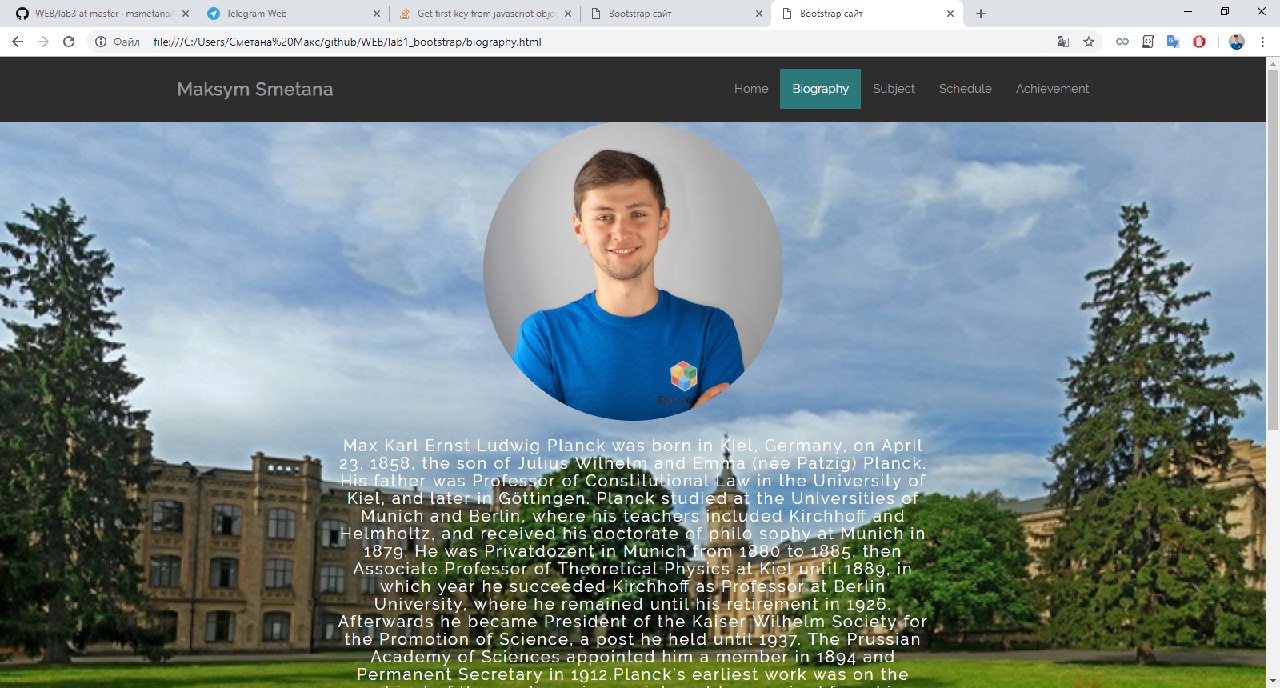 WEB/lab3 at master · msmetana/
Telegram Web
Get first key from javascript obje
Bootstrap сайт
Bootstrap сайт
Файл
file:///C:/Users/Сметана%20Макс/github/WEB/lab1_bootstrap/biography.html
Maksym Smetana
Home
Biography
Subject
Schedule
Achievement
Max Karl Ernst Ludwig Planck was born in Kiel, Germany, on April
23, 1858, the son of Julius Wilhelm and Emma (née Patzig) Planck.
His father was Professor of Constitutional Law in the University of
Kiel, and later in Göttingen. Planck studied at the Universities of
Munich and Berlin, where his teachers included Kirchhoff and
Helmholtz, and received his doctorate of philo sophy at Munich in
1879. He was Privatdozent in Munich from 1880 to 1885, then
Associate Professor of Theoretical Physics at Kiel until 1889, in
which year he succeeded Kirchhoff as Professor at Berlin
University, where he remained until his retirement in 1926.
Afterwards he became President of the Kaiser Wilhelm Society for
the Promotion of Science, a post he held until 1937. The Prussian
Academy of Sciences appointed him a member in 1894 and
Permanent Secretary in 1912.Planck's earliest work was on the